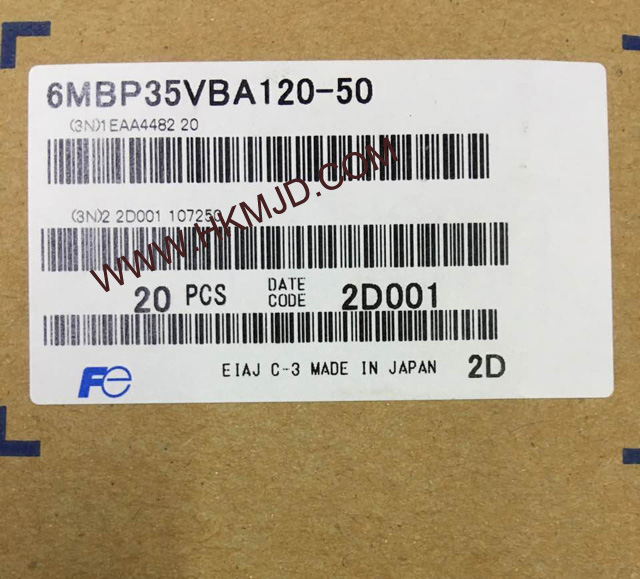 6MBP35VBA120-50
(3N)1EAA4482 20
(3N)2 2D001 107250
WWW.HKMJD.COM
20 PCS DATE CODE 2D001
Fe EIAJ C-3 MADE IN JAPAN 2D